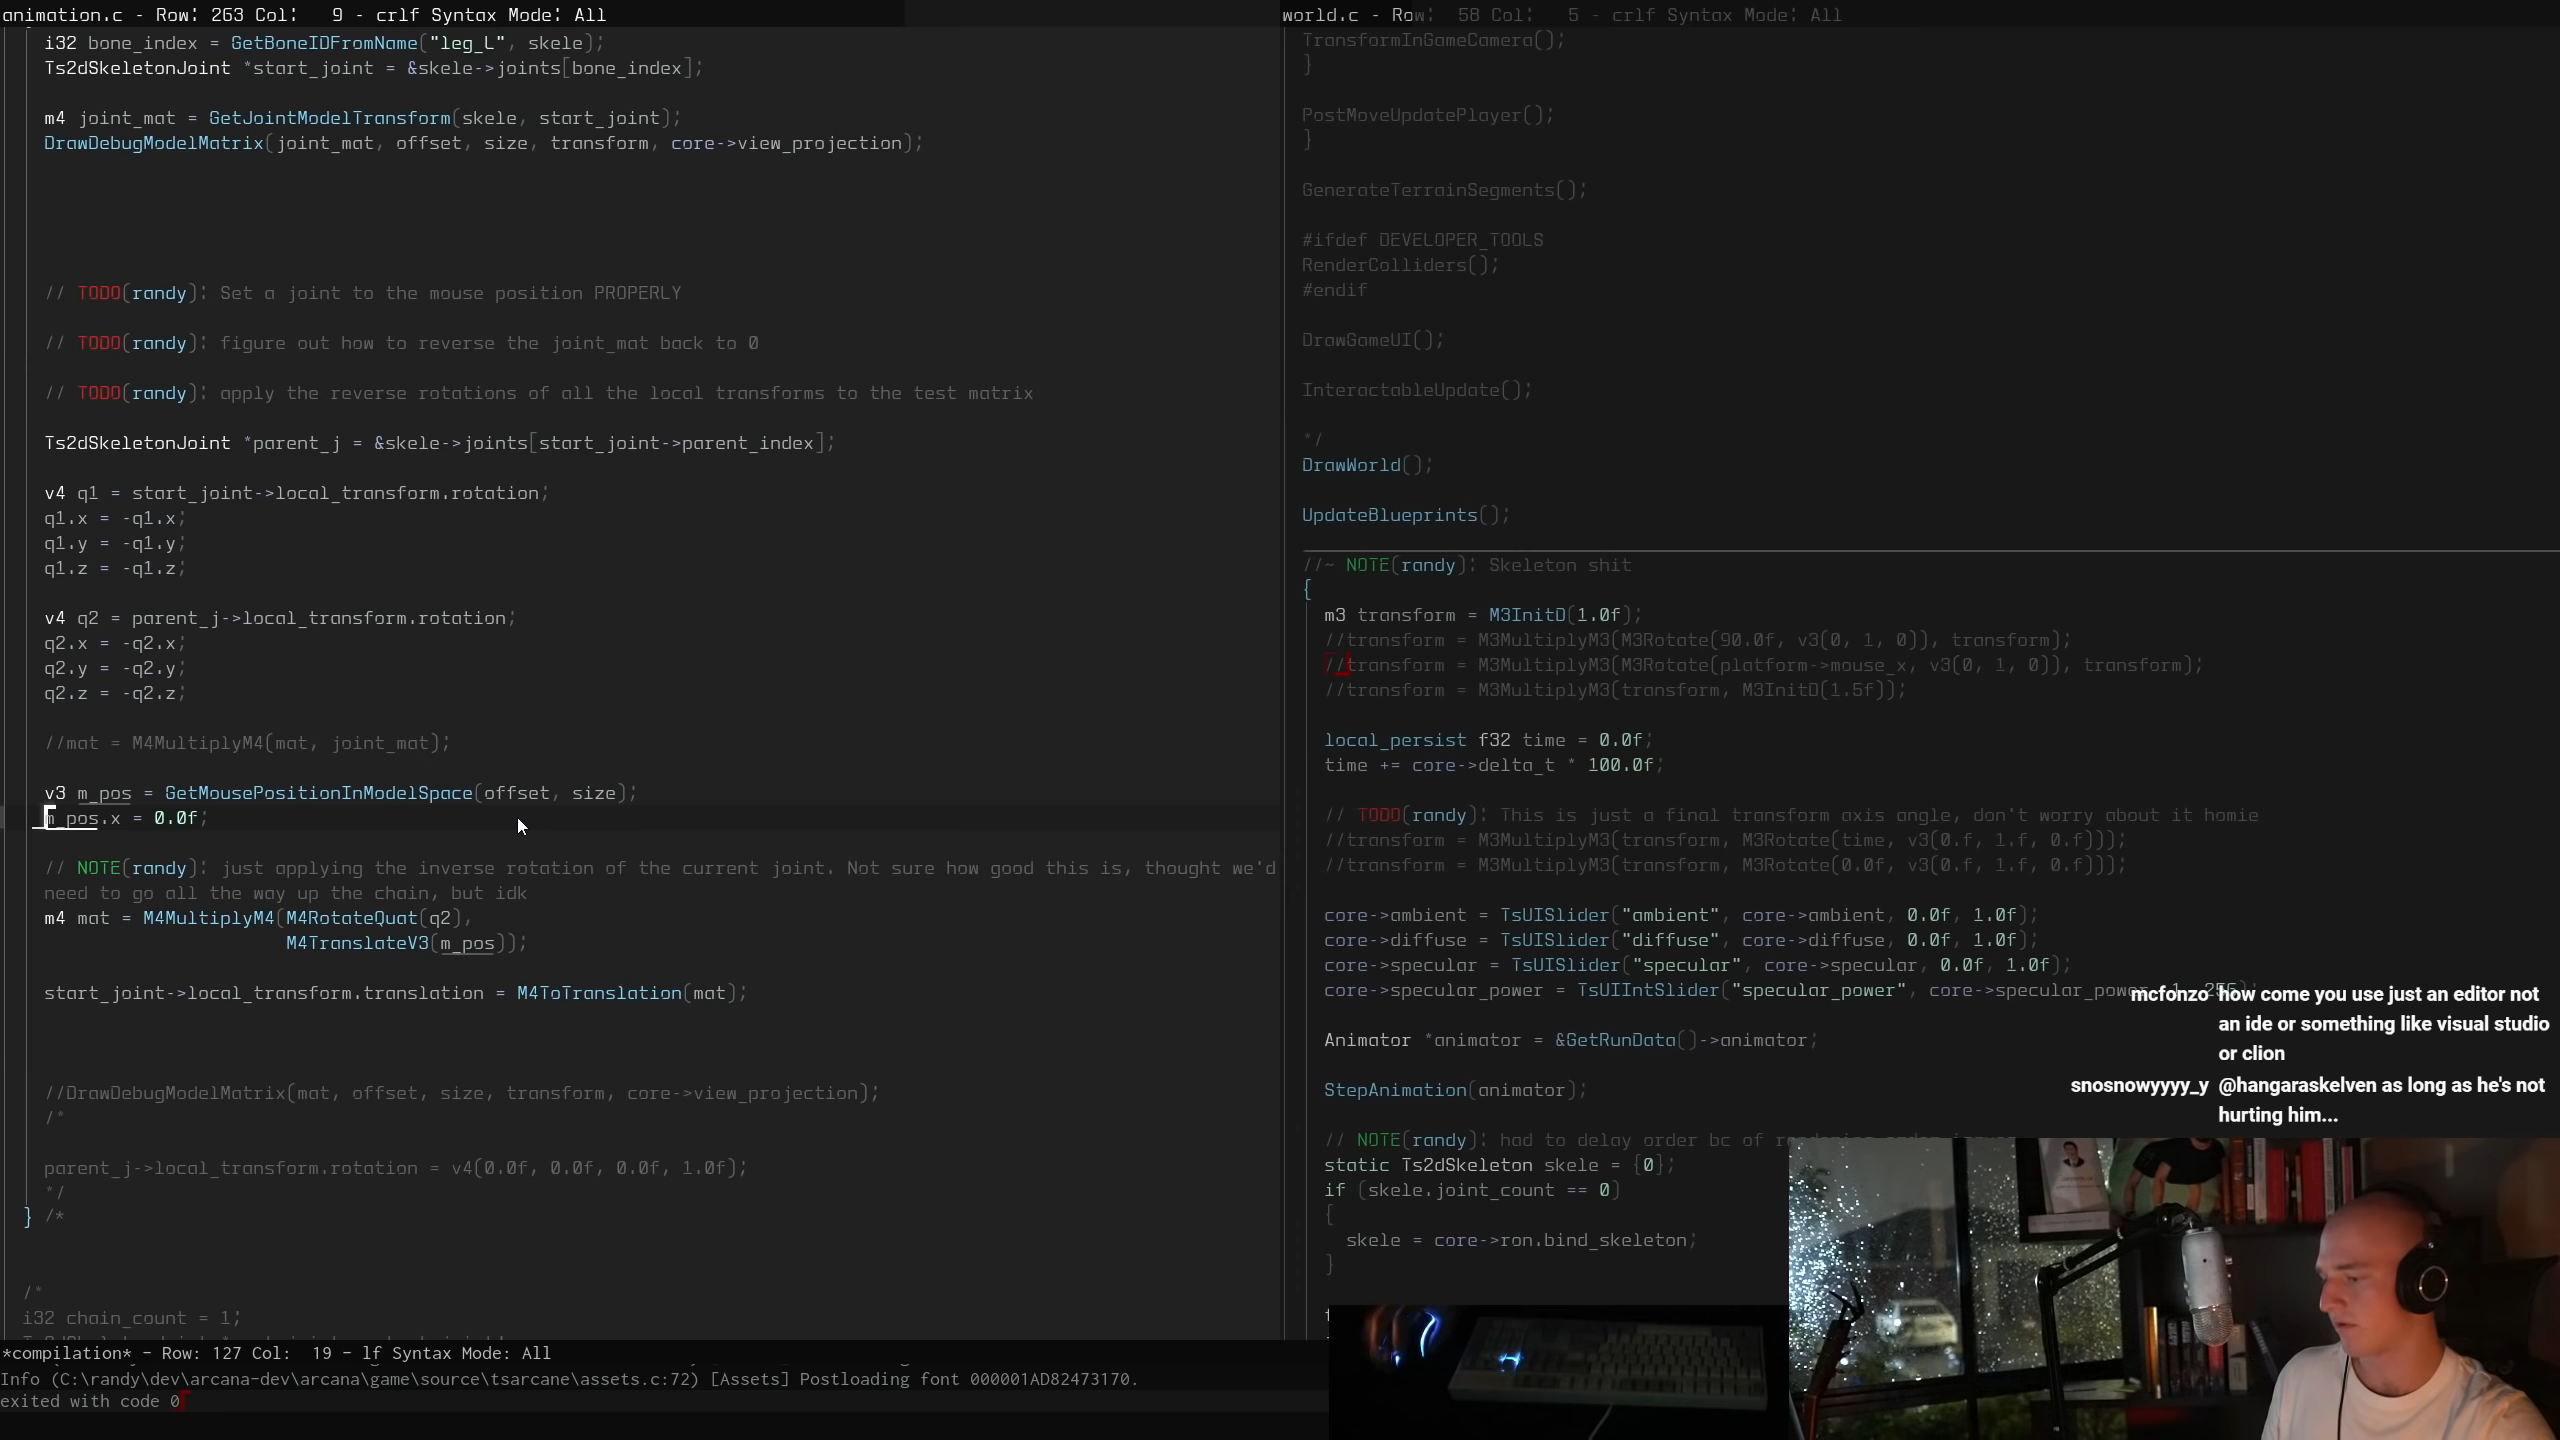 animation.c - Row: 263 Col:   9 - crlf Syntax Mode: All
i32 bone_index = GetBoneIDFromName("leg_L", skele);
Ts2dSkeletonJoint *start_joint = &skele->joints[bone_index];
m4 joint_mat = GetJointModelTransform(skele, start_joint);
DrawDebugModelMatrix(joint_mat, offset, size, transform, core->view_projection);
// TODO(randy): Set a joint to the mouse position PROPERLY
// TODO(randy): figure out how to reverse the joint_mat back to 0
// TODO(randy): apply the reverse rotations of all the local transforms to the test matrix
Ts2dSkeletonJoint *parent_j = &skele->joints[start_joint->parent_index];
v4 q1 = start_joint->local_transform.rotation;
q1.x = -q1.x;
q1.y = -q1.y;
q1.z = -q1.z;
v4 q2 = parent_j->local_transform.rotation;
q2.x = -q2.x;
q2.y = -q2.y;
q2.z = -q2.z;
//mat = M4MultiplyM4(mat, joint_mat);
v3 m_pos = GetMousePositionInModelSpace(offset, size);
m_pos.x = 0.0f;
// NOTE(randy): just applying the inverse rotation of the current joint. Not sure how good this is, thought we'd
need to go all the way up the chain, but idk
m4 mat = M4MultiplyM4(M4RotateQuat(q2),
M4TranslateV3(m_pos));
start_joint->local_transform.translation = M4ToTranslation(mat);
//DrawDebugModelMatrix(mat, offset, size, transform, core->view_projection);
/*
parent_j->local_transform.rotation = v4(0.0f, 0.0f, 0.0f, 1.0f);
*/
} /*
/*
i32 chain_count = 1;
*compilation* - Row: 127 Col:  19 - lf Syntax Mode: All
Info (C:\randy\dev\arcana-dev\arcana\game\source\tsarcane\assets.c:72) [Assets] Postloading font 000001AD82473170.
exited with code 0
world.c - Row:  58 Col:   5 - crlf Syntax Mode: All
TransformInGameCamera();
}
PostMoveUpdatePlayer();
}
GenerateTerrainSegments();
#ifdef DEVELOPER_TOOLS
RenderColliders();
#endif
DrawGameUI();
InteractableUpdate();
*/
DrawWorld();
UpdateBlueprints();
//~ NOTE(randy): Skeleton shit
{
m3 transform = M3InitD(1.0f);
//transform = M3MultiplyM3(M3Rotate(90.0f, v3(0, 1, 0)), transform);
//transform = M3MultiplyM3(M3Rotate(platform->mouse_x, v3(0, 1, 0)), transform);
//transform = M3MultiplyM3(transform, M3InitD(1.5f));
local_persist f32 time = 0.0f;
time += core->delta_t * 100.0f;
// TODO(randy): This is just a final transform axis angle, don't worry about it homie
//transform = M3MultiplyM3(transform, M3Rotate(time, v3(0.f, 1.f, 0.f)));
//transform = M3MultiplyM3(transform, M3Rotate(0.0f, v3(0.f, 1.f, 0.f)));
core->ambient = TsUISlider("ambient", core->ambient, 0.0f, 1.0f);
core->diffuse = TsUISlider("diffuse", core->diffuse, 0.0f, 1.0f);
core->specular = TsUISlider("specular", core->specular, 0.0f, 1.0f);
core->specular_power = TsUIIntSlider("specular_power", core->specular_power, 1, 256);
Animator *animator = &GetRunData()->animator;
StepAnimation(animator);
// NOTE(randy): had to delay order bc of
static Ts2dSkeleton skele = {0};
if (skele.joint_count == 0)
{
skele = core->ron.bind_skeleton;
}
mcfonzo how come you use just an editor not
an ide or something like visual studio
or clion
snosnowyyyy_y @hangaraskelven as long as he's not
hurting him...